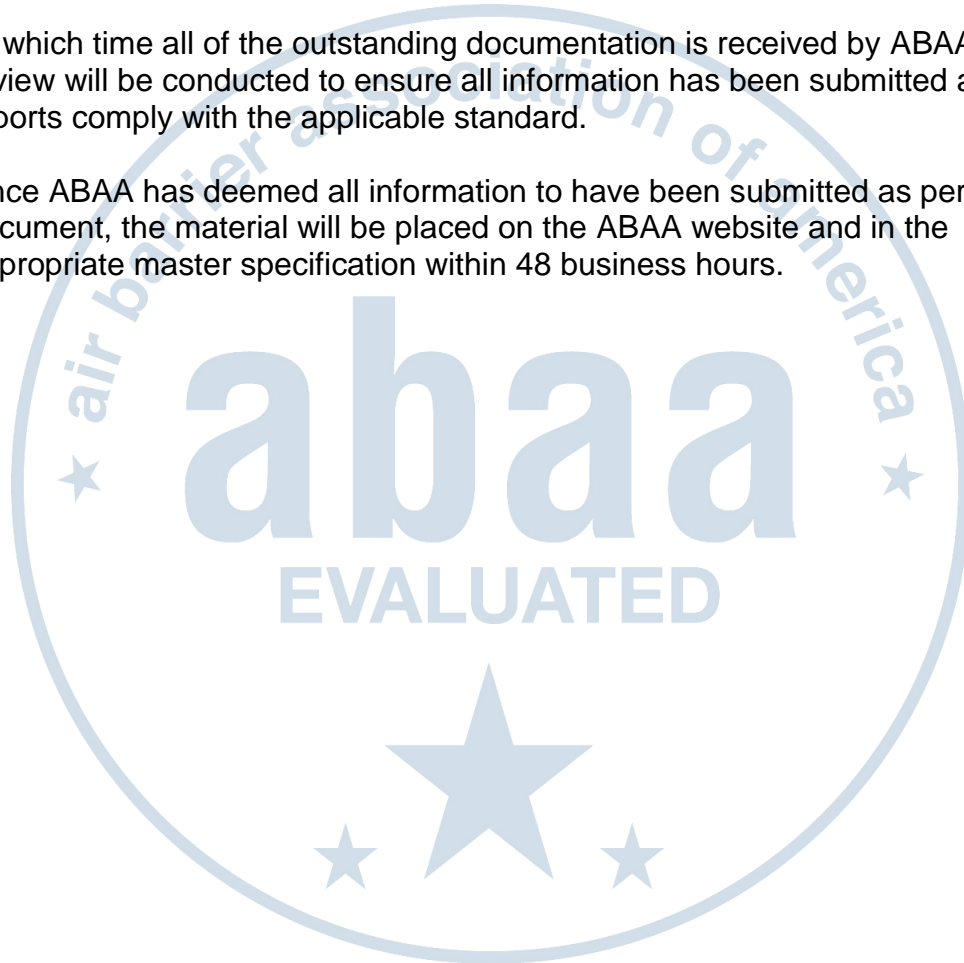 which time all of the outstanding documentation is received by ABAA
view will be conducted to ensure all information has been submitted a
ports comply with the applicable standard.
nce ABAA has deemed all information to have been submitted as per
cument, the material will be placed on the ABAA website and in the
propriate master specification within 48 business hours.
air barrier association of america
abaa
EVALUATED